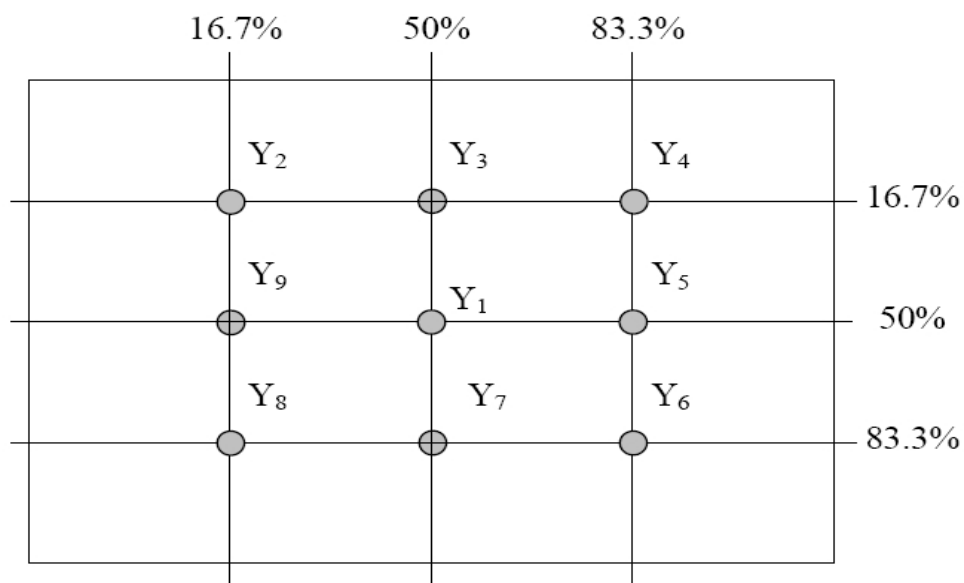 16.7% 50% 83.3%
Y₂ Y₃ Y₄
16.7%
Y₉ Y₁ Y₅
50%
Y₈ Y₇ Y₆
83.3%